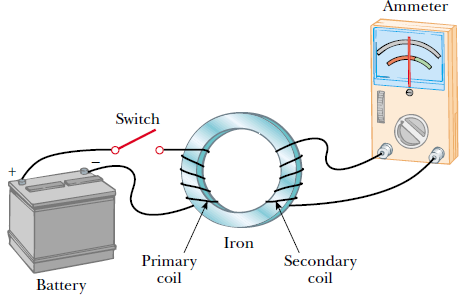 Ammeter
Switch
+
−
Iron
Primary
coil
Secondary
coil
Battery